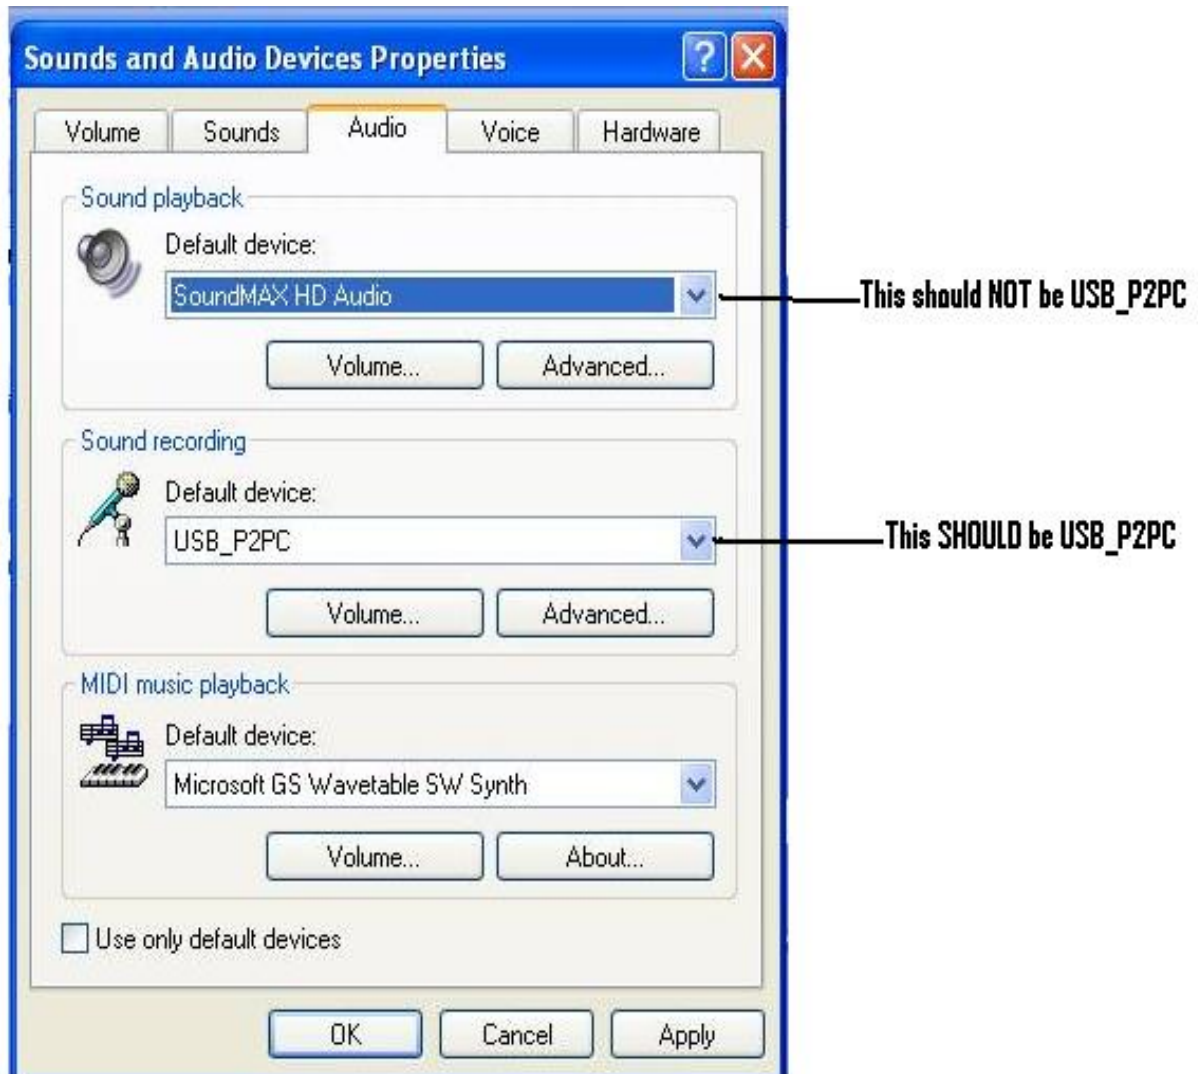 Sounds and Audio Devices Properties
Volume Sounds Audio Voice Hardware
Sound playback
Default device:
SoundMAX HD Audio
This should NOT be USB_P2PC
Volume... Advanced...
Sound recording
Default device:
USB_P2PC
This SHOULD be USB_P2PC
Volume... Advanced...
MIDI music playback
Default device:
Microsoft GS Wavetable SW Synth
Volume... About...
Use only default devices
OK Cancel Apply